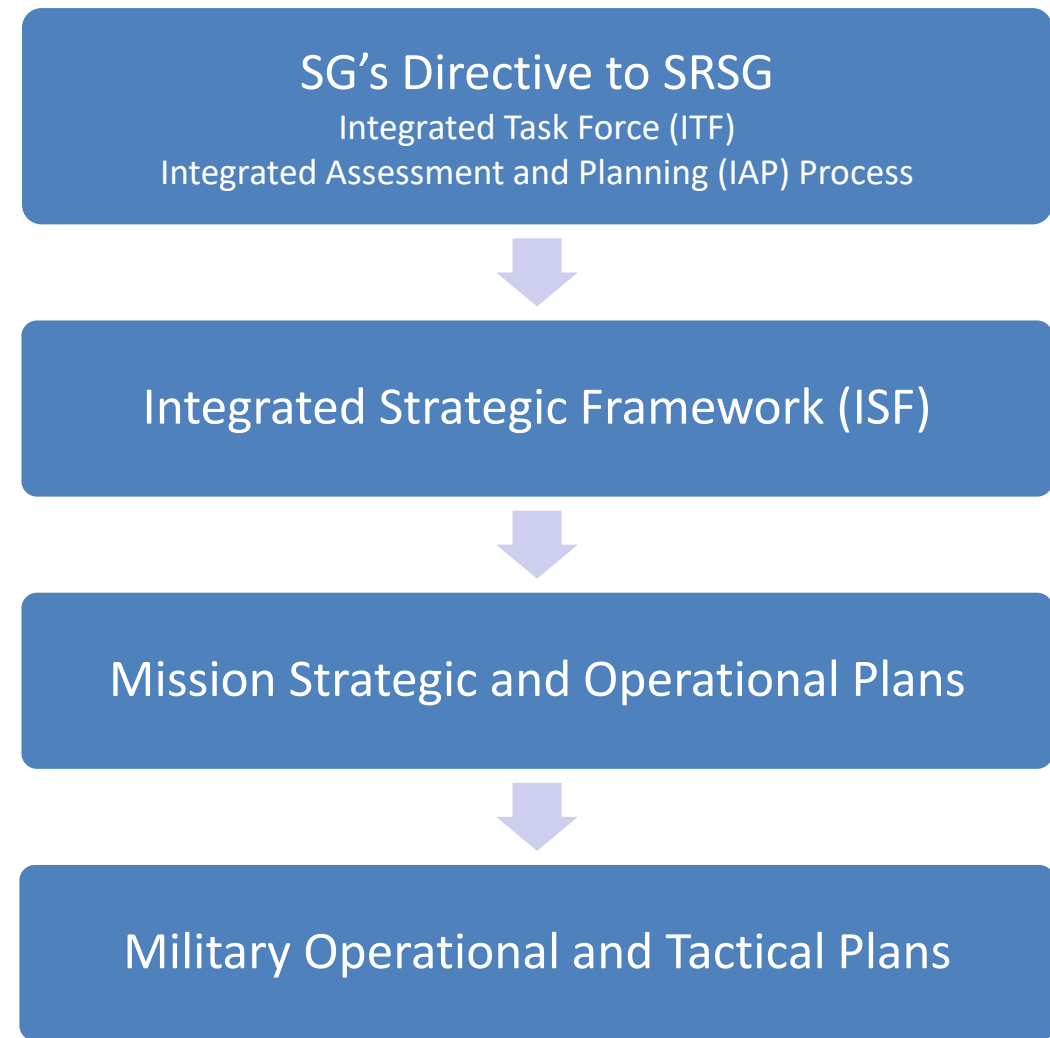 SG’s Directive to SRSG
Integrated Task Force (ITF)
Integrated Assessment and Planning (IAP) Process
Integrated Strategic Framework (ISF)
Mission Strategic and Operational Plans
Military Operational and Tactical Plans